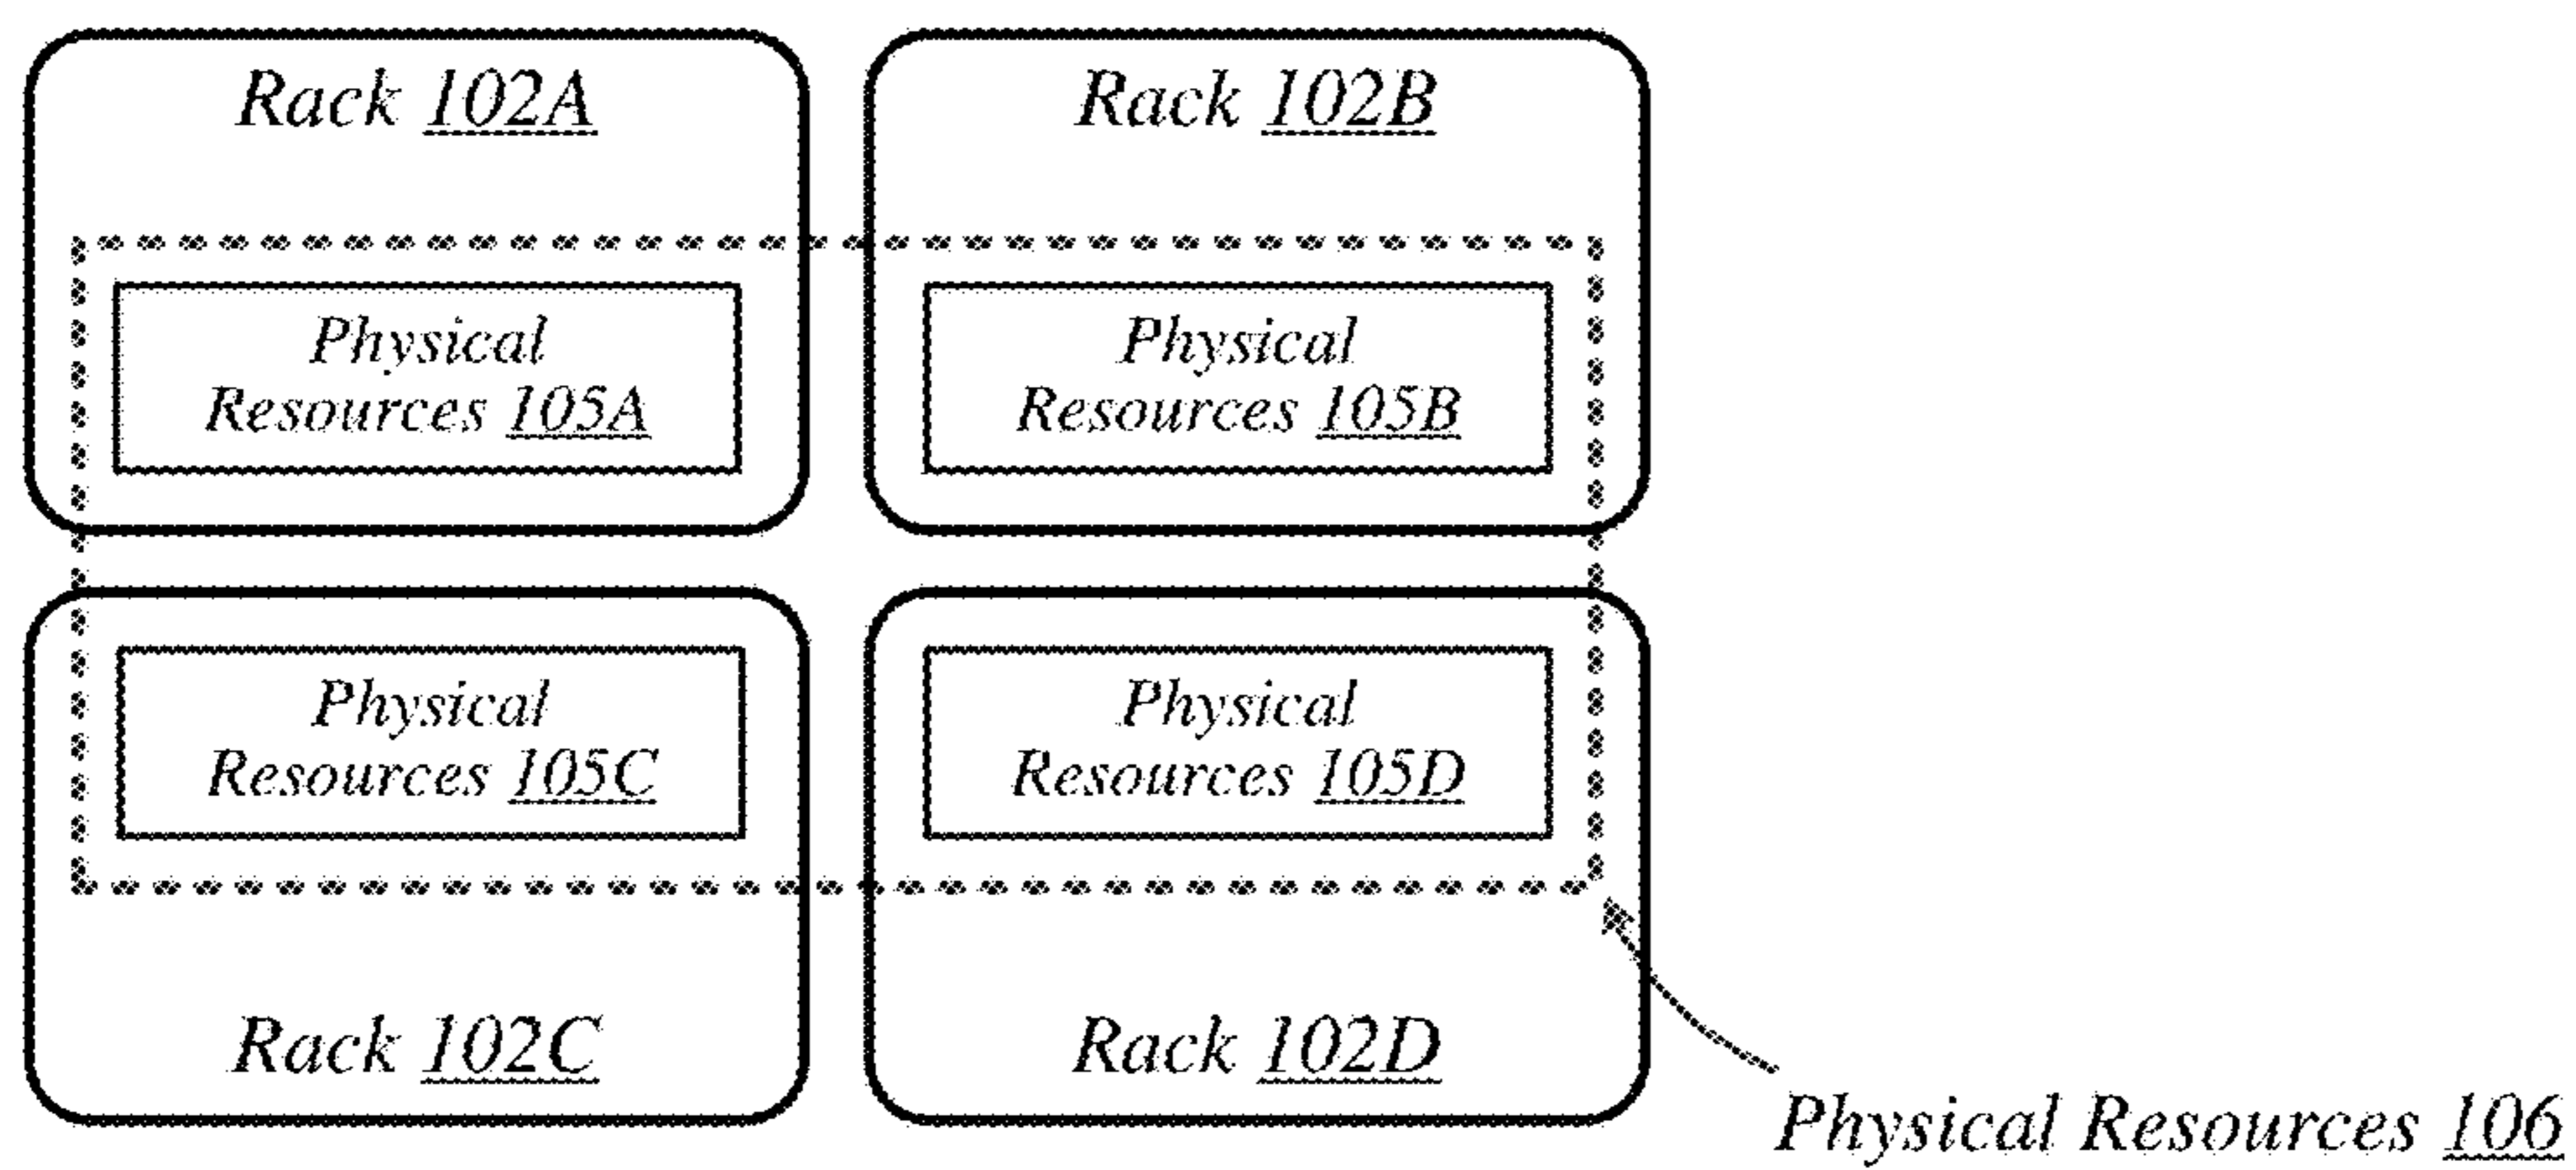 Rack 102A
Rack 102B
Physical
Resources 105A
Physical
Resources 105B
Physical
Resources 105C
Physical
Resources 105D
Rack 102C
Rack 102D
Physical Resources 106